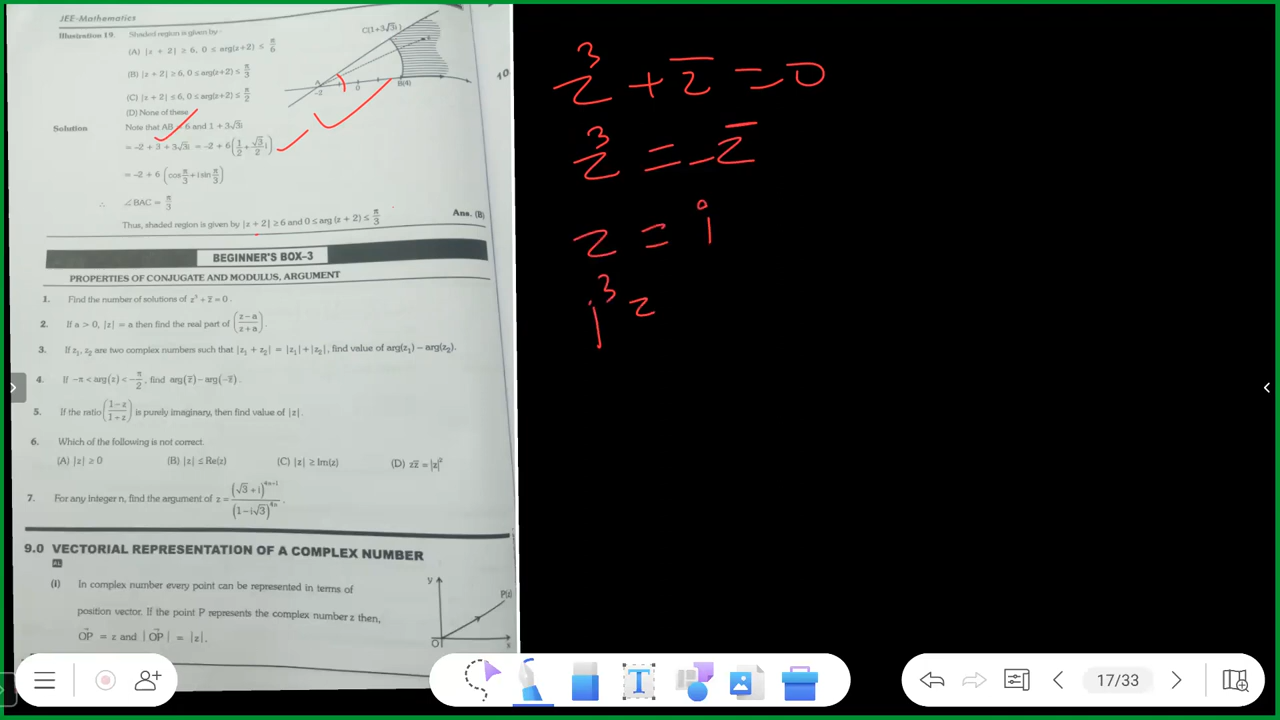 JEE-Mathematics
Illustration 19. Shaded region is given by -
(A) |z + 2| ≥ 6, 0 ≤ arg(z+2) ≤ π/6
(B) |z + 2| ≥ 6, 0 ≤ arg(z+2) ≤ π/3
(C) |z + 2| ≤ 6, 0 ≤ arg(z+2) ≤ π/2
(D) None of these
C(1+3√3i)
A
-2
0
B(4)
10
Solution Note that AB = 6 and 1 + 3√3i
= -2 + 3 + 3√3i = -2 + 6(1/2 + √3/2 i)
= -2 + 6 (cos π/3 + i sin π/3)
∴ ∠BAC = π/3
Thus, shaded region is given by |z + 2| ≥ 6 and 0 ≤ arg (z + 2) ≤ π/3 Ans. (B)
BEGINNER'S BOX–3
PROPERTIES OF CONJUGATE AND MODULUS, ARGUMENT
1. Find the number of solutions of z³ + z̅ = 0 .
2. If a > 0, |z| = a then find the real part of ((z – a)/(z + a)).
3. If z₁, z₂ are two complex numbers such that |z₁ + z₂| = |z₁| + |z₂|, find value of arg(z₁) – arg(z₂).
4. If –π < arg(z) < –π/2, find arg(z̅) – arg(–z̅).
5. If the ratio ((1–z)/(1+z)) is purely imaginary, then find value of |z|.
6. Which of the following is not correct.
(A) |z| ≥ 0 (B) |z| ≤ Re(z) (C) |z| ≥ Im(z) (D) zz̅ = |z|²
7. For any integer n, find the argument of z = (√3 + i)⁴ⁿ⁺¹/(1 – i√3)⁴ⁿ.
9.0 VECTORIAL REPRESENTATION OF A COMPLEX NUMBER
AL
(i) In complex number every point can be represented in terms of
position vector. If the point P represents the complex number z then,
OP→ = z and |OP→| = |z|.
y
P(z)
O
x
z³ + z̅ = 0
z³ = –z̅
z = i
i³ z
T
17/33